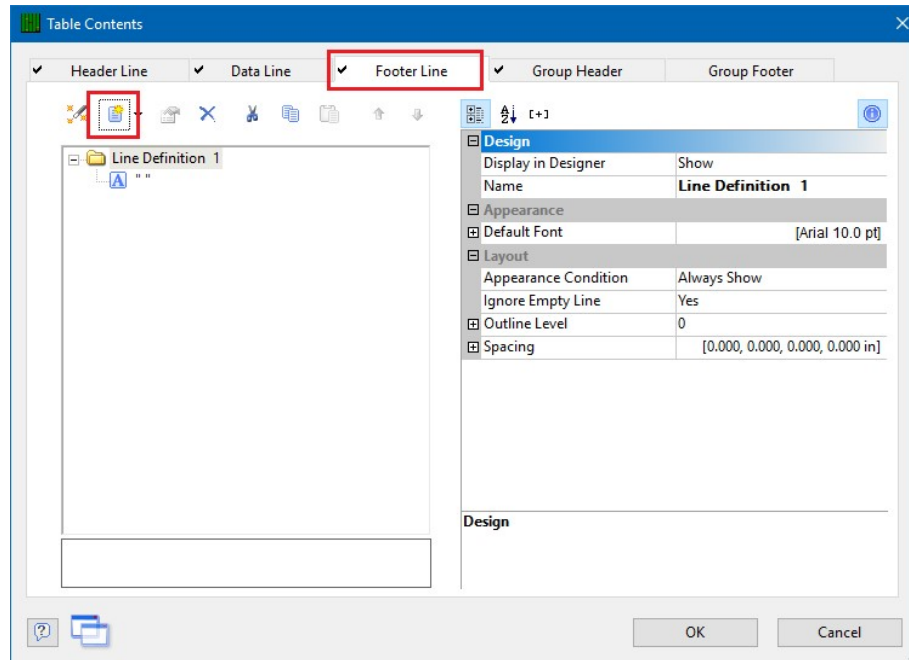 Table Contents
Header Line Data Line Footer Line Group Header Group Footer
A Z [+]
Line Definition 1
A " "
Design
Display in Designer Show
Name Line Definition 1
Appearance
Default Font [Arial 10.0 pt]
Layout
Appearance Condition Always Show
Ignore Empty Line Yes
Outline Level 0
Spacing [0.000, 0.000, 0.000, 0.000 in]
Design
OK Cancel